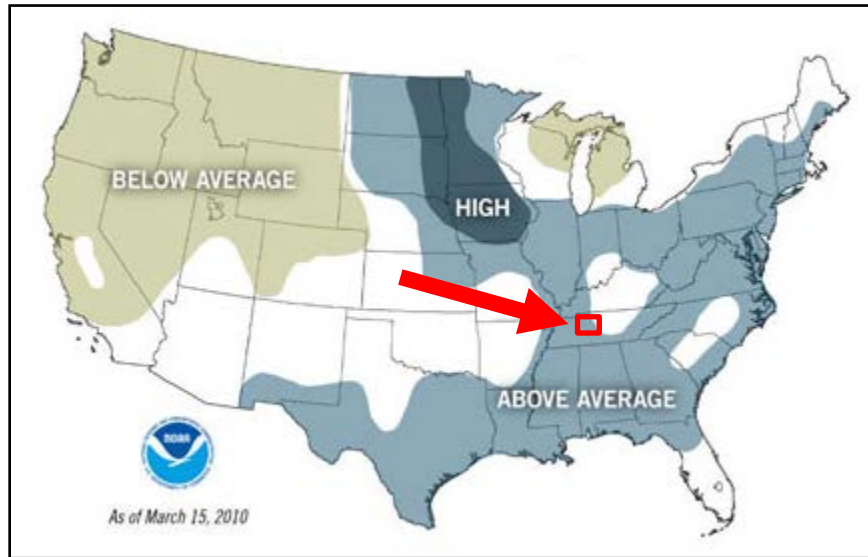 BELOW AVERAGE
HIGH
ABOVE AVERAGE
NOAA
As of March 15, 2010